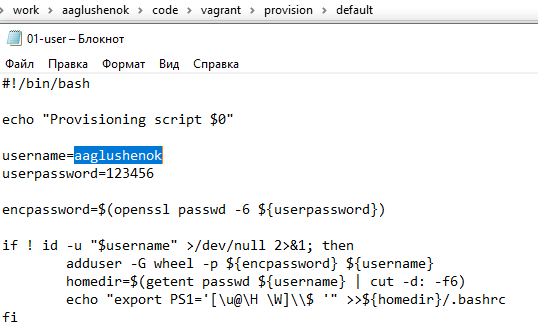 work > aaglushenok > code > vagrant > provision > default
01-user – Блокнот
Файл Правка Формат Вид Справка
#!/bin/bash
echo "Provisioning script $0"
username=aaglushenok
userpassword=123456
encpassword=$(openssl passwd -6 ${userpassword})
if ! id -u "$username" >/dev/null 2>&1; then
        adduser -G wheel -p ${encpassword} ${username}
        homedir=$(getent passwd ${username} | cut -d: -f6)
        echo "export PS1='[\u@\H \W]\\$ '" >>${homedir}/.bashrc
fi